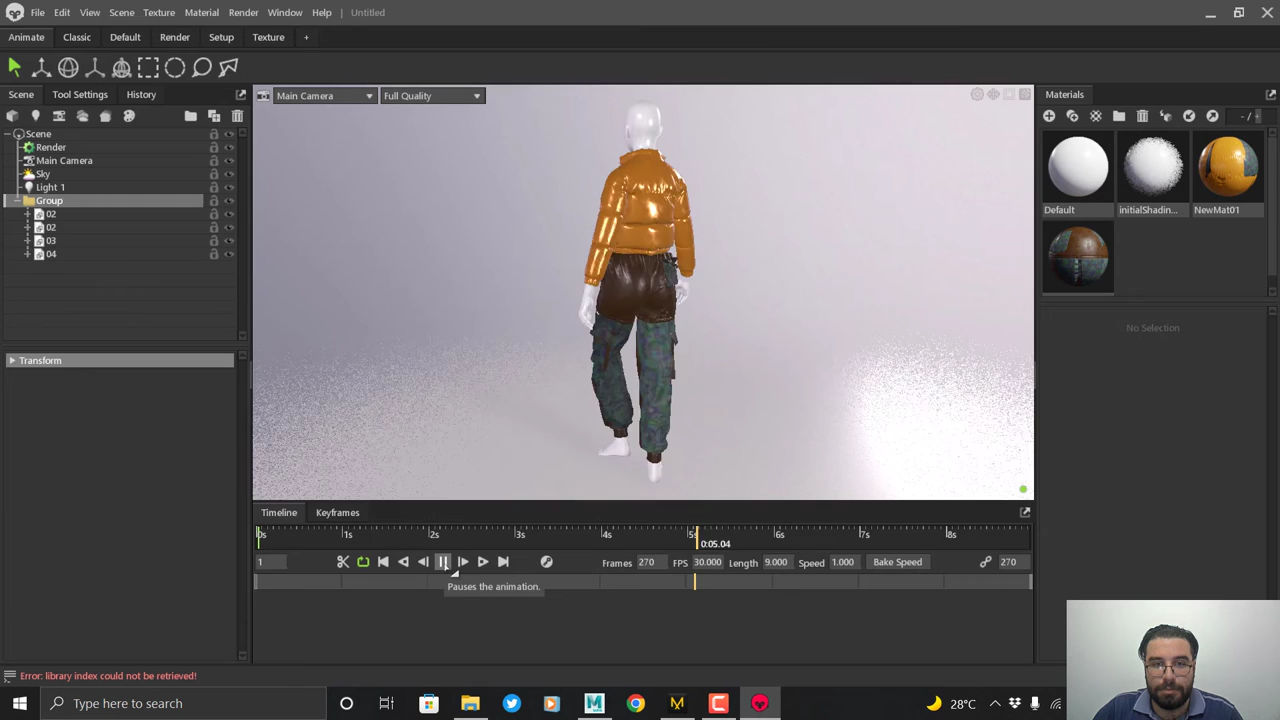 File Edit View Scene Texture Material Render Window Help Untitled
Animate Classic Default Render Setup Texture +
Scene Tool Settings History
Main Camera Full Quality
Materials
- / -
Scene
Render
Main Camera
Sky
Light 1
Group
02
02
03
04
Default initialShadin... NewMat01
No Selection
Transform
Timeline Keyframes
0s 1s 2s 3s 4s 5s 6s 7s 8s
0:05.04
1 Frames 270 FPS 30.000 Length 9.000 Speed 1.000 Bake Speed 270
Pauses the animation.
Error: library index could not be retrieved!
Type here to search
28°C